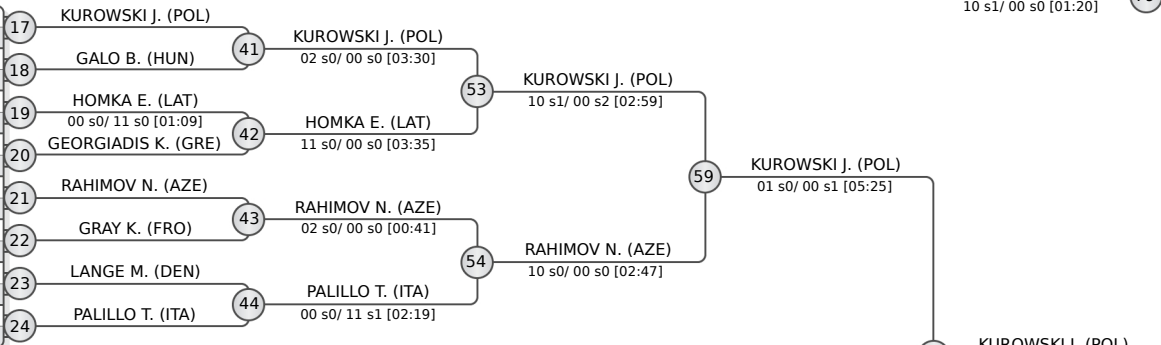 10 s1/ 00 s0 [01:20]
17
KUROWSKI J. (POL)
41
18
GALO B. (HUN)
KUROWSKI J. (POL)
02 s0/ 00 s0 [03:30]
53
19
HOMKA E. (LAT)
00 s0/ 11 s0 [01:09]
42
20
GEORGIADIS K. (GRE)
HOMKA E. (LAT)
11 s0/ 00 s0 [03:35]
KUROWSKI J. (POL)
10 s1/ 00 s2 [02:59]
59
21
RAHIMOV N. (AZE)
43
22
GRAY K. (FRO)
RAHIMOV N. (AZE)
02 s0/ 00 s0 [00:41]
54
23
LANGE M. (DEN)
44
24
PALILLO T. (ITA)
PALILLO T. (ITA)
00 s0/ 11 s1 [02:19]
RAHIMOV N. (AZE)
10 s0/ 00 s0 [02:47]
KUROWSKI J. (POL)
01 s0/ 00 s1 [05:25]
KUROWSKI J. (POL)